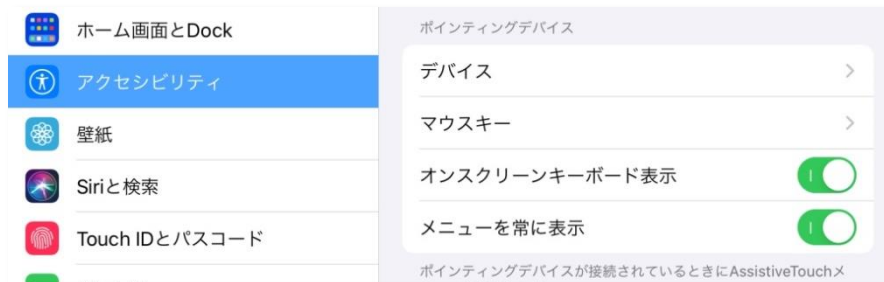 ホーム画面とDock
アクセシビリティ
壁紙
Siriと検索
Touch IDとパスコード
ポインティングデバイス
デバイス
マウスキー
オンスクリーンキーボード表示
メニューを常に表示
ポインティングデバイスが接続されているときにAssistiveTouchメ